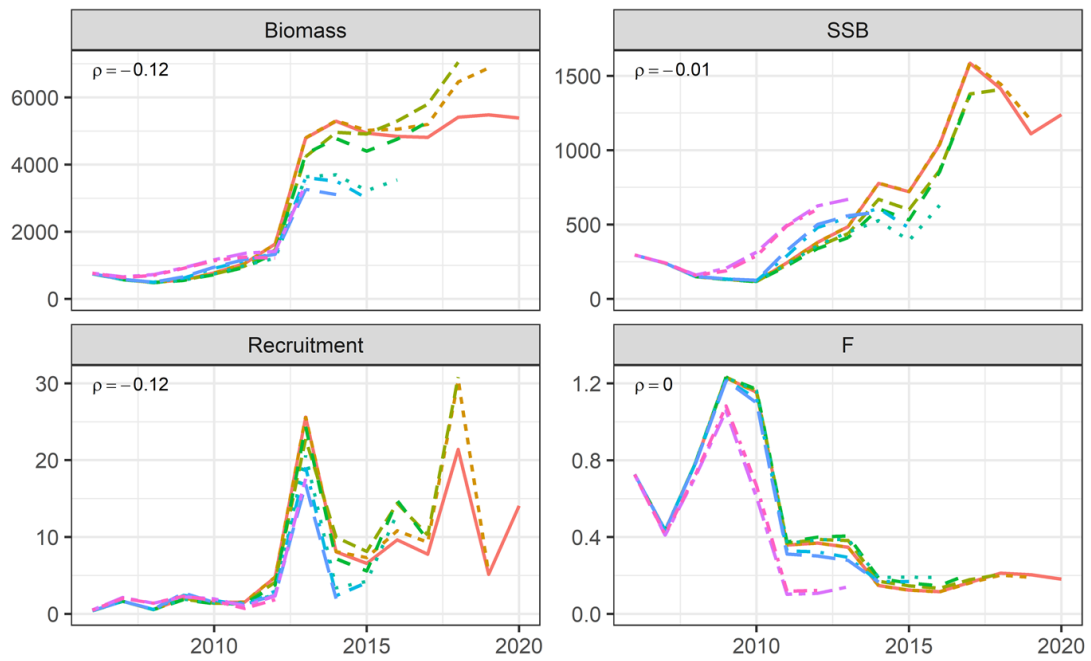 Biomass
SSB
ρ = −0.12
ρ = −0.01
6000
4000
2000
0
1500
1000
500
0
Recruitment
F
ρ = −0.12
ρ = 0
30
20
10
0
1.2
0.8
0.4
0.0
2010
2015
2020
2010
2015
2020